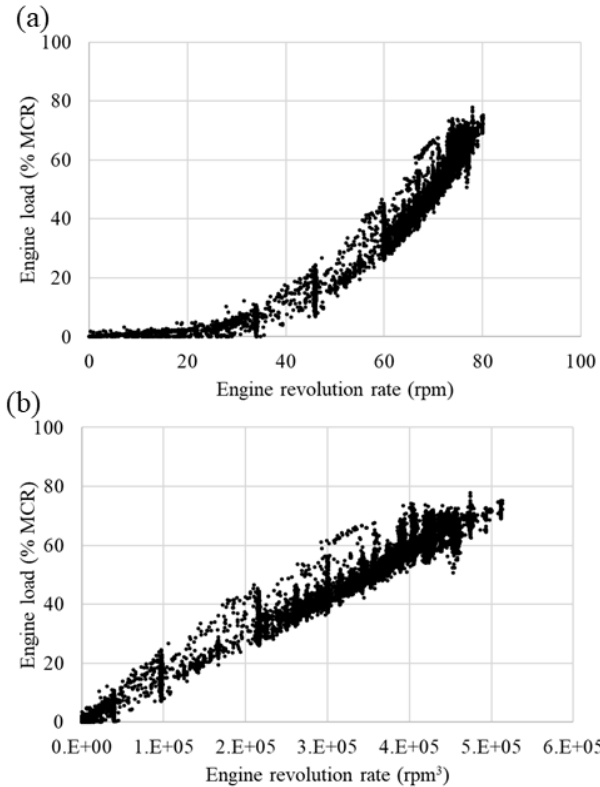 (a)
100
80
60
40
20
0
Engine load (% MCR)
0 20 40 60 80 100
Engine revolution rate (rpm)
(b)
100
80
60
40
20
0
Engine load (% MCR)
0.E+00 1.E+05 2.E+05 3.E+05 4.E+05 5.E+05 6.E+05
Engine revolution rate (rpm³)